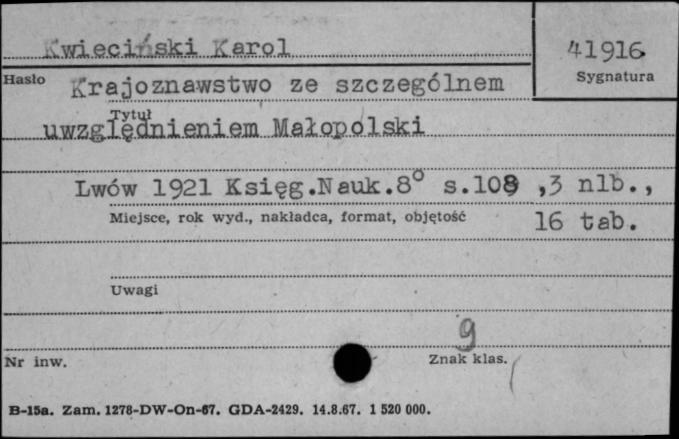 Kwieciński Karol
41916
Hasło
Sygnatura
Krajoznawstwo ze szczególnem
Tytuł
uwzględnieniem Małopolski
Lwów 1921 Księg.Nauk.8° s.108 ,3 nlb.,
Miejsce, rok wyd., nakładca, format, objętość
16 tab.
Uwagi
9
Nr inw.
Znak klas.
B-15a. Zam. 1278-DW-On-67. GDA-2429. 14.8.67. 1 520 000.